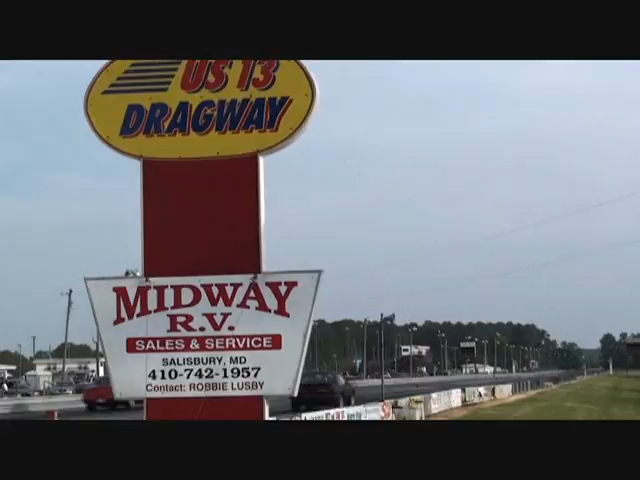 US 13
DRAGWAY
MIDWAY
R.V.
SALES & SERVICE
SALISBURY, MD
410-742-1957
Contact: ROBBIE LUSBY